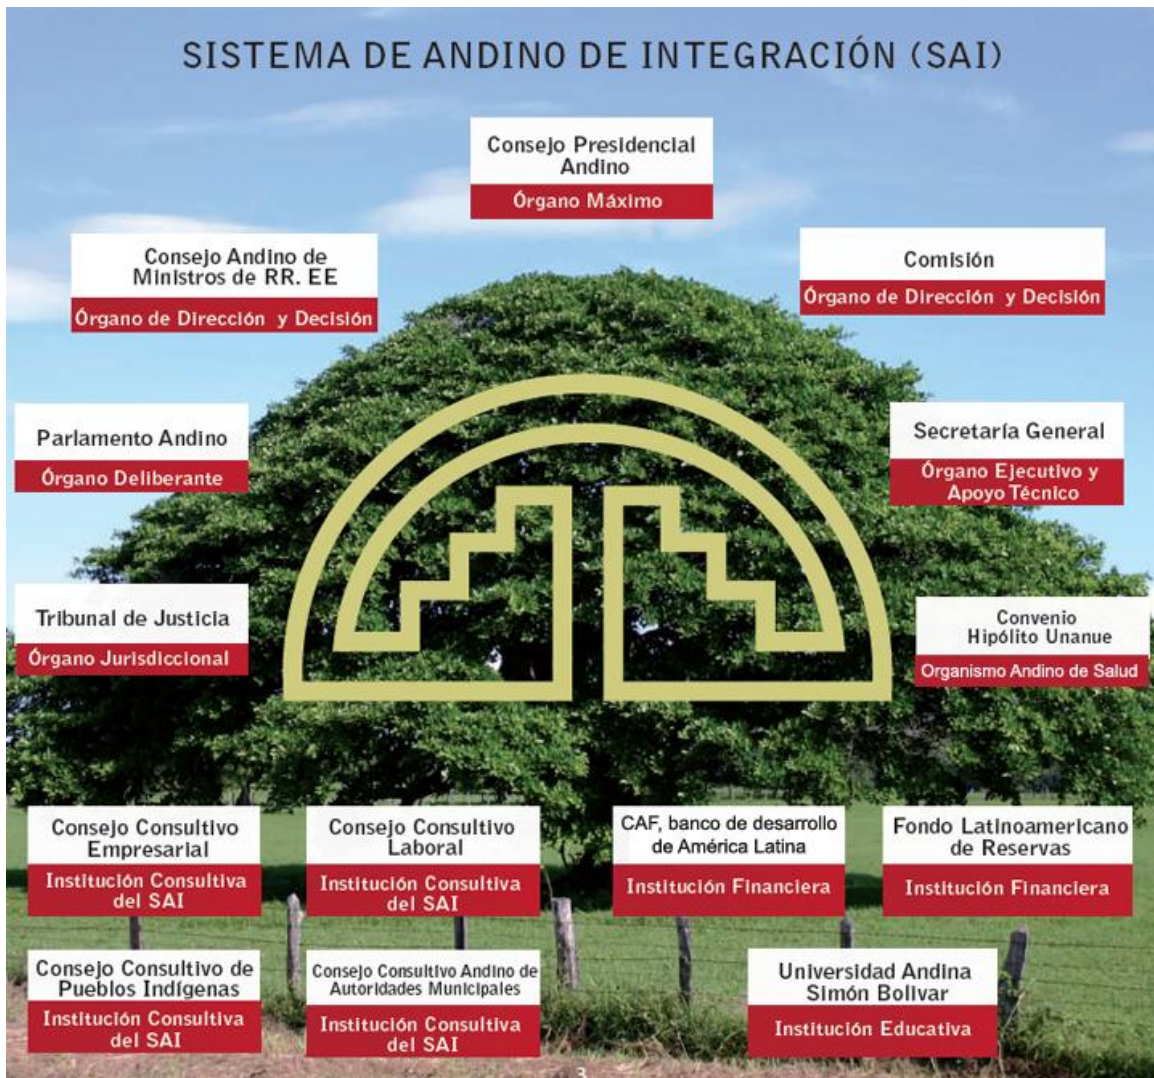 SISTEMA DE ANDINO DE INTEGRACIÓN (SAI)
Consejo Presidencial
Andino
Órgano Máximo
Consejo Andino de
Ministros de RR. EE
Órgano de Dirección y Decisión
Comisión
Órgano de Dirección y Decisión
Parlamento Andino
Órgano Deliberante
Secretaría General
Órgano Ejecutivo y
Apoyo Técnico
Tribunal de Justicia
Órgano Jurisdiccional
Convenio
Hipólito Unanue
Organismo Andino de Salud
Consejo Consultivo
Empresarial
Institución Consultiva
del SAI
Consejo Consultivo
Laboral
Institución Consultiva
del SAI
CAF, banco de desarrollo
de América Latina
Institución Financiera
Fondo Latinoamericano
de Reservas
Institución Financiera
Consejo Consultivo de
Pueblos Indígenas
Institución Consultiva
del SAI
Consejo Consultivo Andino de
Autoridades Municipales
Institución Consultiva
del SAI
Universidad Andina
Simón Bolivar
Institución Educativa
3